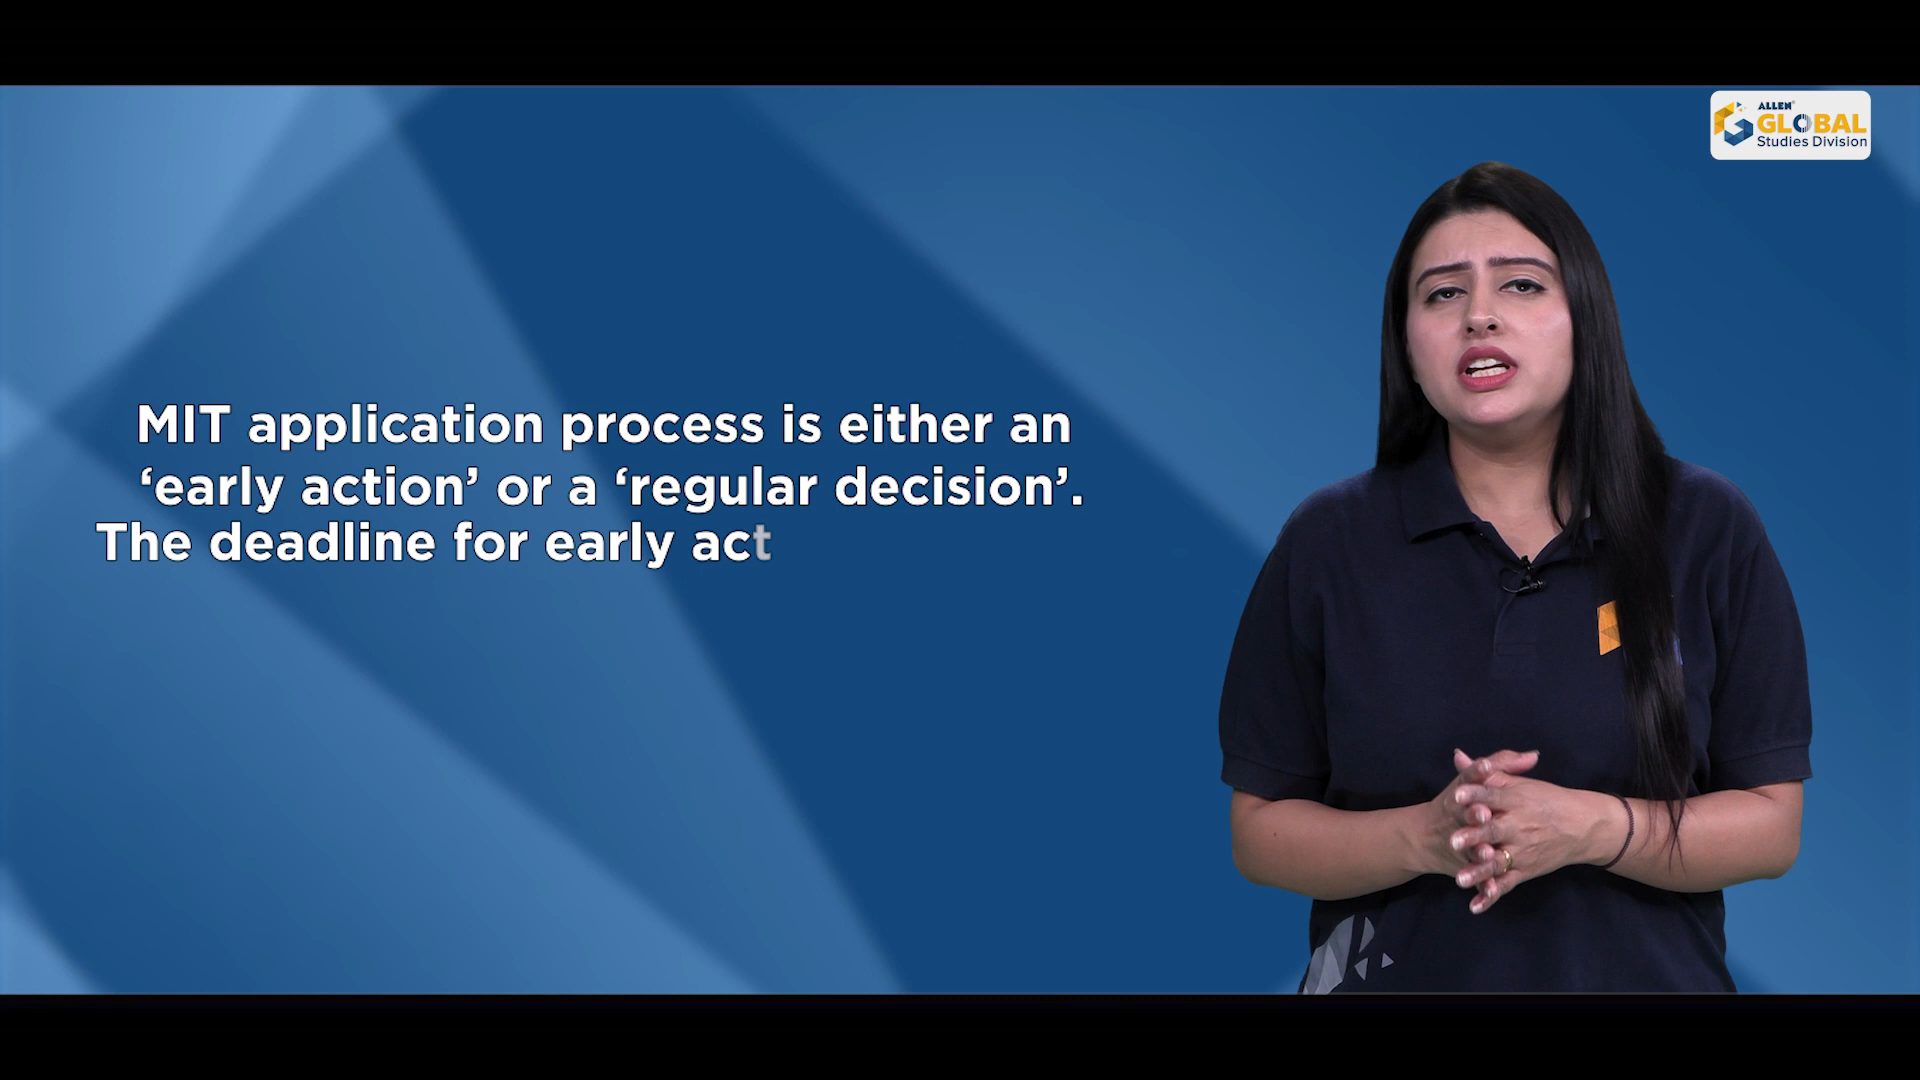 ALLEN
GLOBAL
Studies Division
MIT application process is either an
‘early action’ or a ‘regular decision’.
The deadline for early act